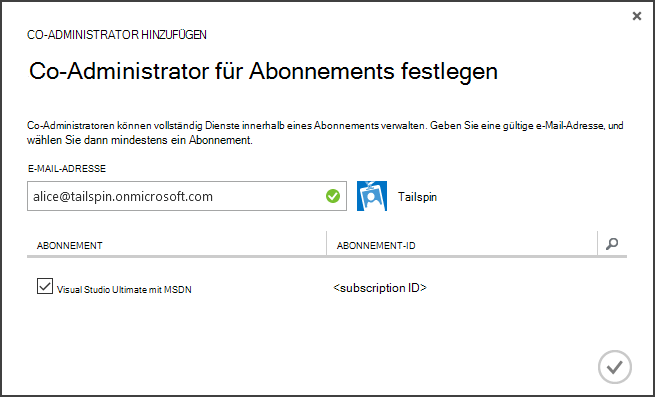 CO-ADMINISTRATOR HINZUFÜGEN
Co-Administrator für Abonnements festlegen
Co-Administratoren können vollständig Dienste innerhalb eines Abonnements verwalten. Geben Sie eine gültige e-Mail-Adresse, und
wählen Sie dann mindestens ein Abonnement.
E-MAIL-ADRESSE
alice@tailspin.onmicrosoft.com Tailspin
ABONNEMENT ABONNEMENT-ID
Visual Studio Ultimate mit MSDN <subscription ID>